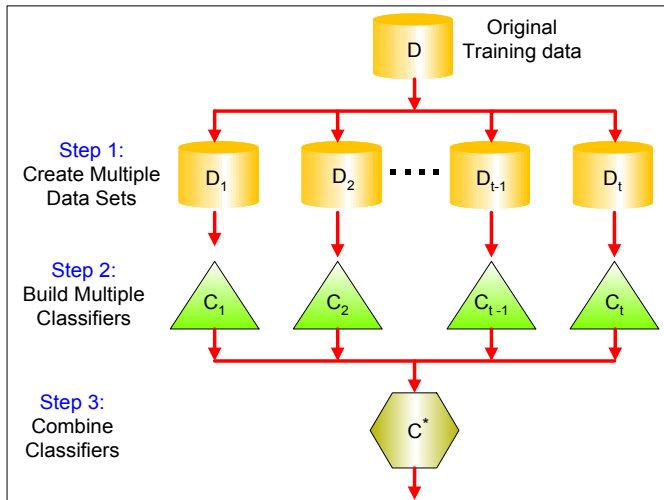 Original
Training data
D
Step 1:
Create Multiple
Data Sets
D1
D2
Dt-1
Dt
Step 2:
Build Multiple
Classifiers
C1
C2
Ct -1
Ct
Step 3:
Combine
Classifiers
C*